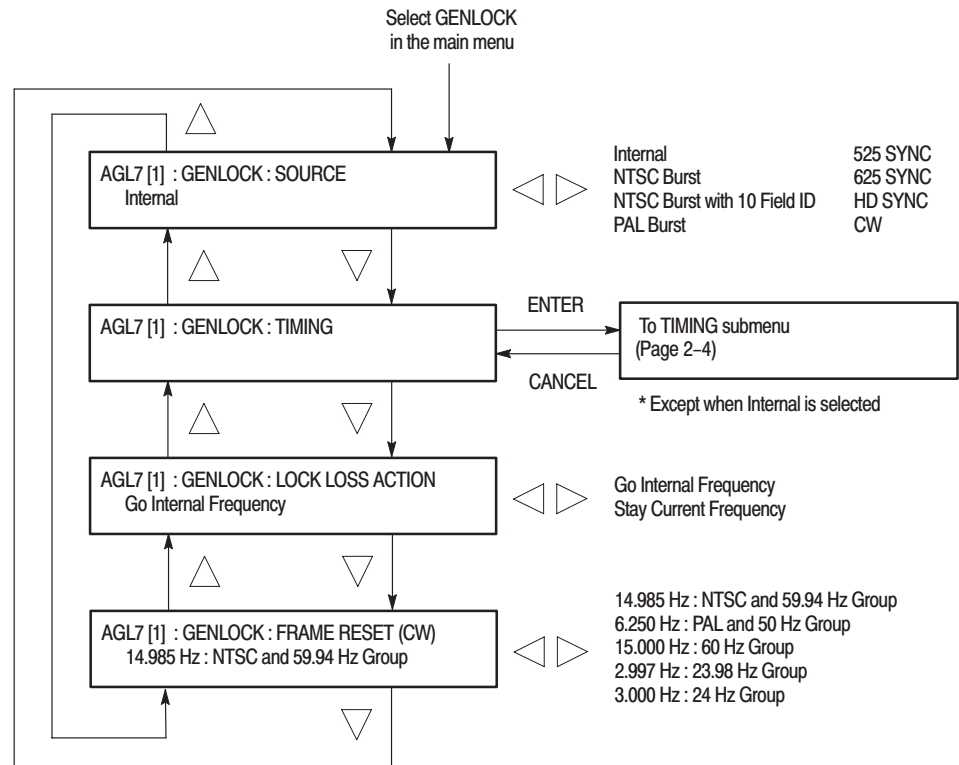 Select GENLOCK
in the main menu
AGL7 [1] : GENLOCK : SOURCE
Internal
Internal 525 SYNC
NTSC Burst 625 SYNC
NTSC Burst with 10 Field ID HD SYNC
PAL Burst CW
AGL7 [1] : GENLOCK : TIMING
ENTER
CANCEL
To TIMING submenu
(Page 2–4)
* Except when Internal is selected
AGL7 [1] : GENLOCK : LOCK LOSS ACTION
Go Internal Frequency
Go Internal Frequency
Stay Current Frequency
AGL7 [1] : GENLOCK : FRAME RESET (CW)
14.985 Hz : NTSC and 59.94 Hz Group
14.985 Hz : NTSC and 59.94 Hz Group
6.250 Hz : PAL and 50 Hz Group
15.000 Hz : 60 Hz Group
2.997 Hz : 23.98 Hz Group
3.000 Hz : 24 Hz Group